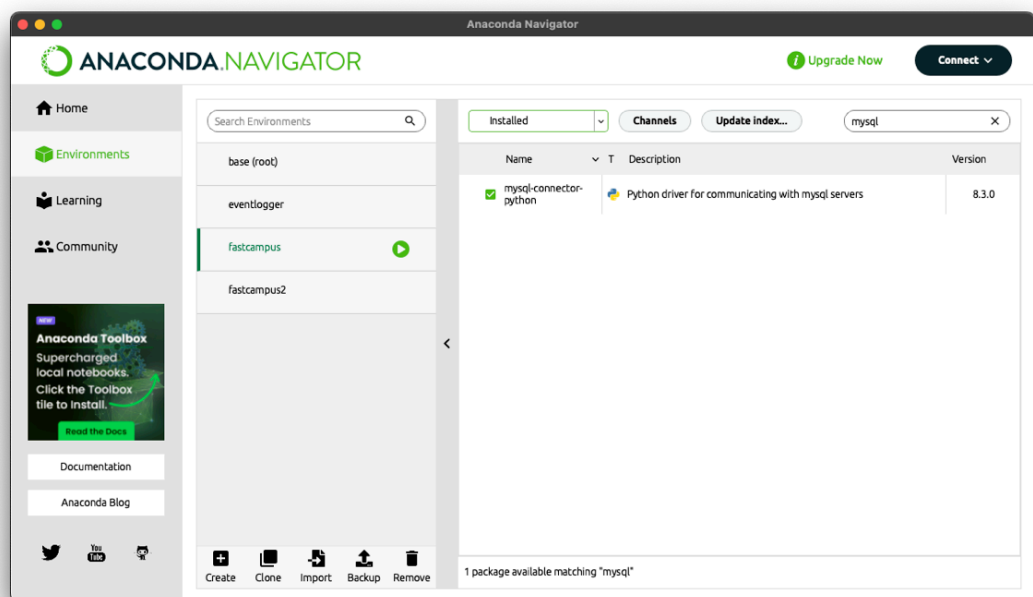 Anaconda Navigator
ANACONDA.NAVIGATOR
i Upgrade Now
Connect
Home
Environments
Learning
Community
NEW
Anaconda Toolbox
Supercharged
local notebooks.
Click the Toolbox
tile to install.
Read the Docs
Documentation
Anaconda Blog
You
Tube
Search Environments
base (root)
eventlogger
fastcampus
fastcampus2
Create
Clone
Import
Backup
Remove
Installed
Channels
Update index...
mysql
Name
T
Description
Version
mysql-connector-
python
Python driver for communicating with mysql servers
8.3.0
1 package available matching "mysql"